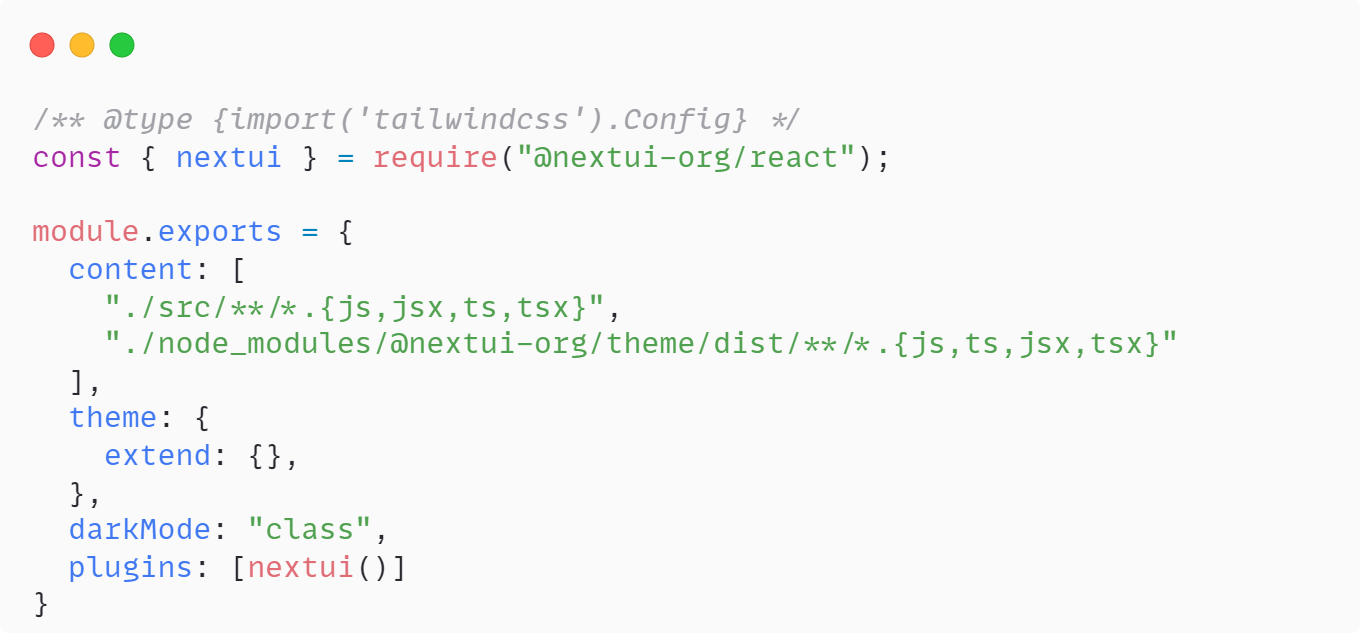 /** @type {import('tailwindcss').Config} */
const { nextui } = require("@nextui-org/react");
module.exports = {
  content: [
    "./src/**/*.{js,jsx,ts,tsx}",
    "./node_modules/@nextui-org/theme/dist/**/*.{js,ts,jsx,tsx}"
  ],
  theme: {
    extend: {},
  },
  darkMode: "class",
  plugins: [nextui()]
}